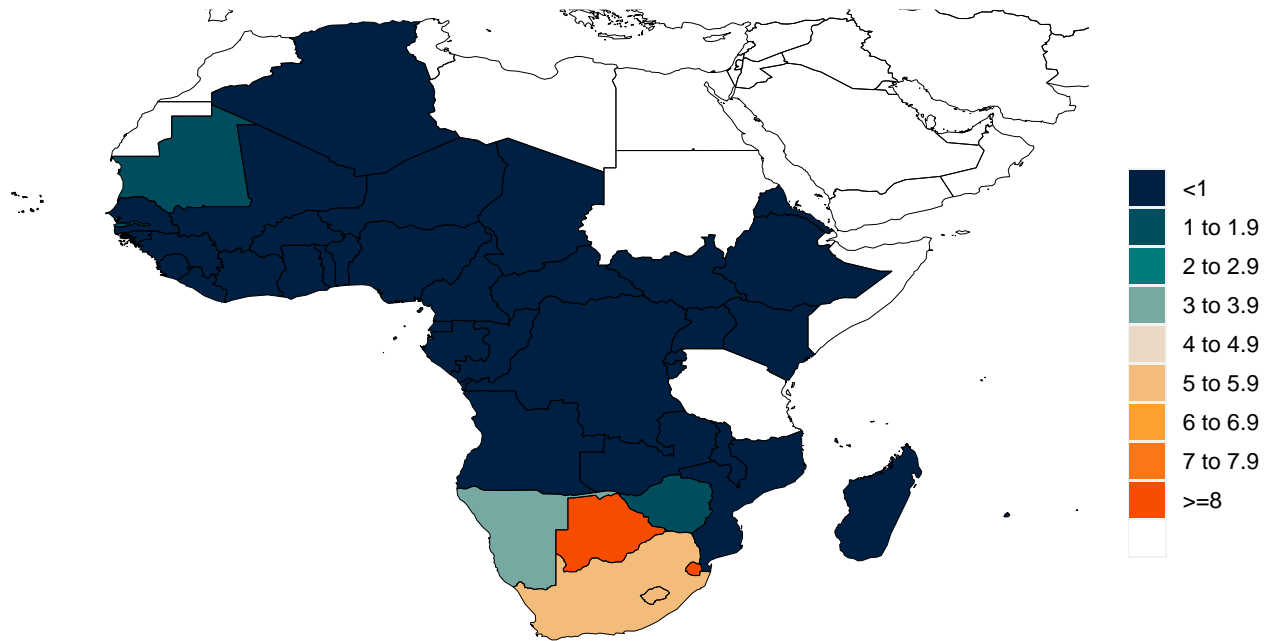 <1
1 to 1.9
2 to 2.9
3 to 3.9
4 to 4.9
5 to 5.9
6 to 6.9
7 to 7.9
>=8